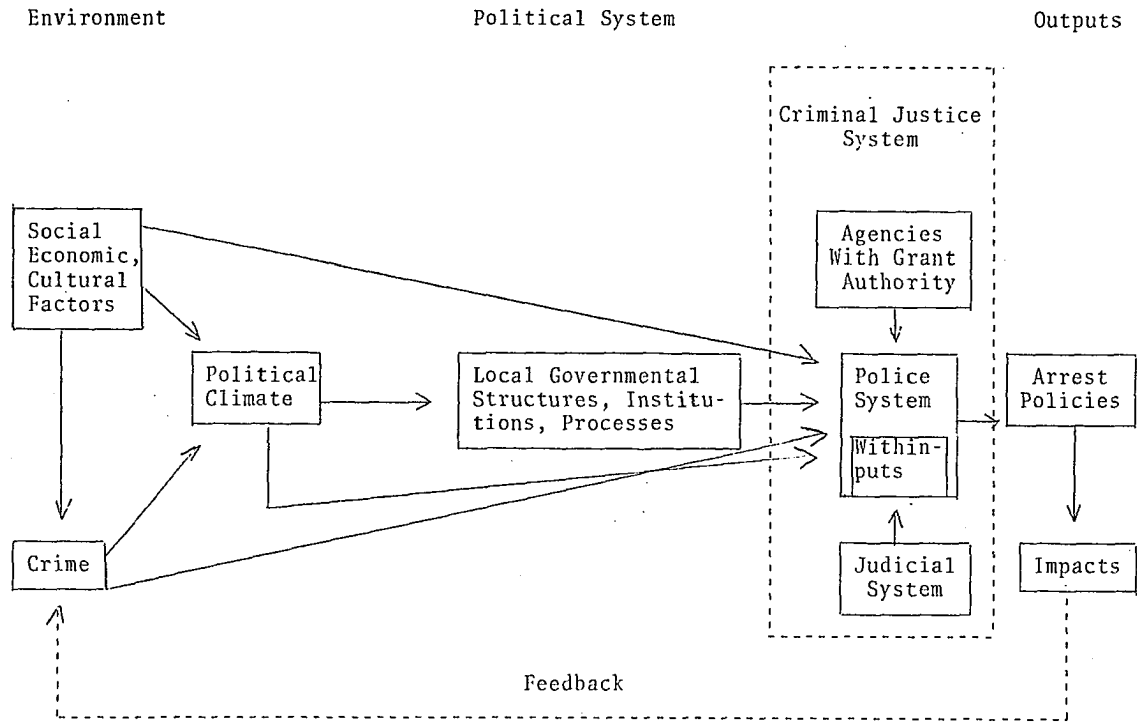 Environment
Political System
Outputs
Criminal Justice
System
Social
Economic,
Cultural
Factors
Agencies
With Grant
Authority
Political
Climate
Local Governmental
Structures, Institu-
tions, Processes
Police
System
Within-
puts
Arrest
Policies
Crime
Judicial
System
Impacts
Feedback